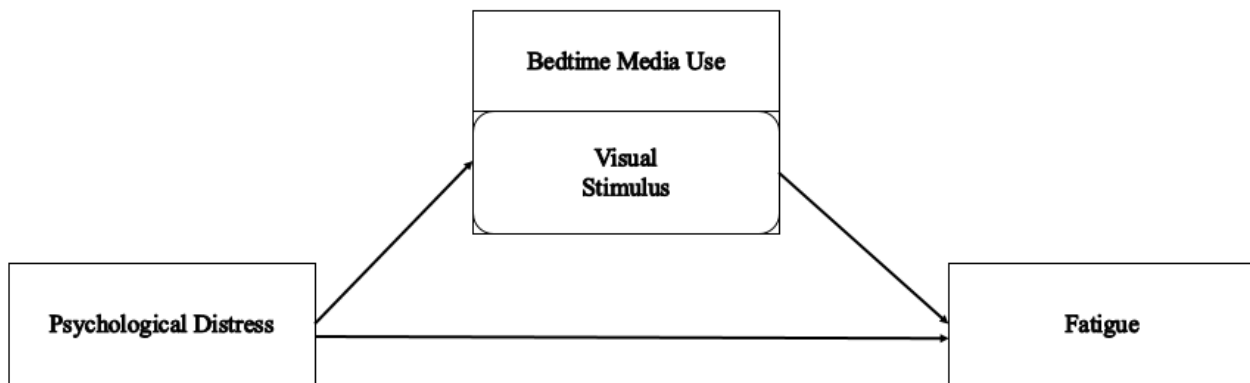 Bedtime Media Use
Visual
Stimulus
Psychological Distress
Fatigue